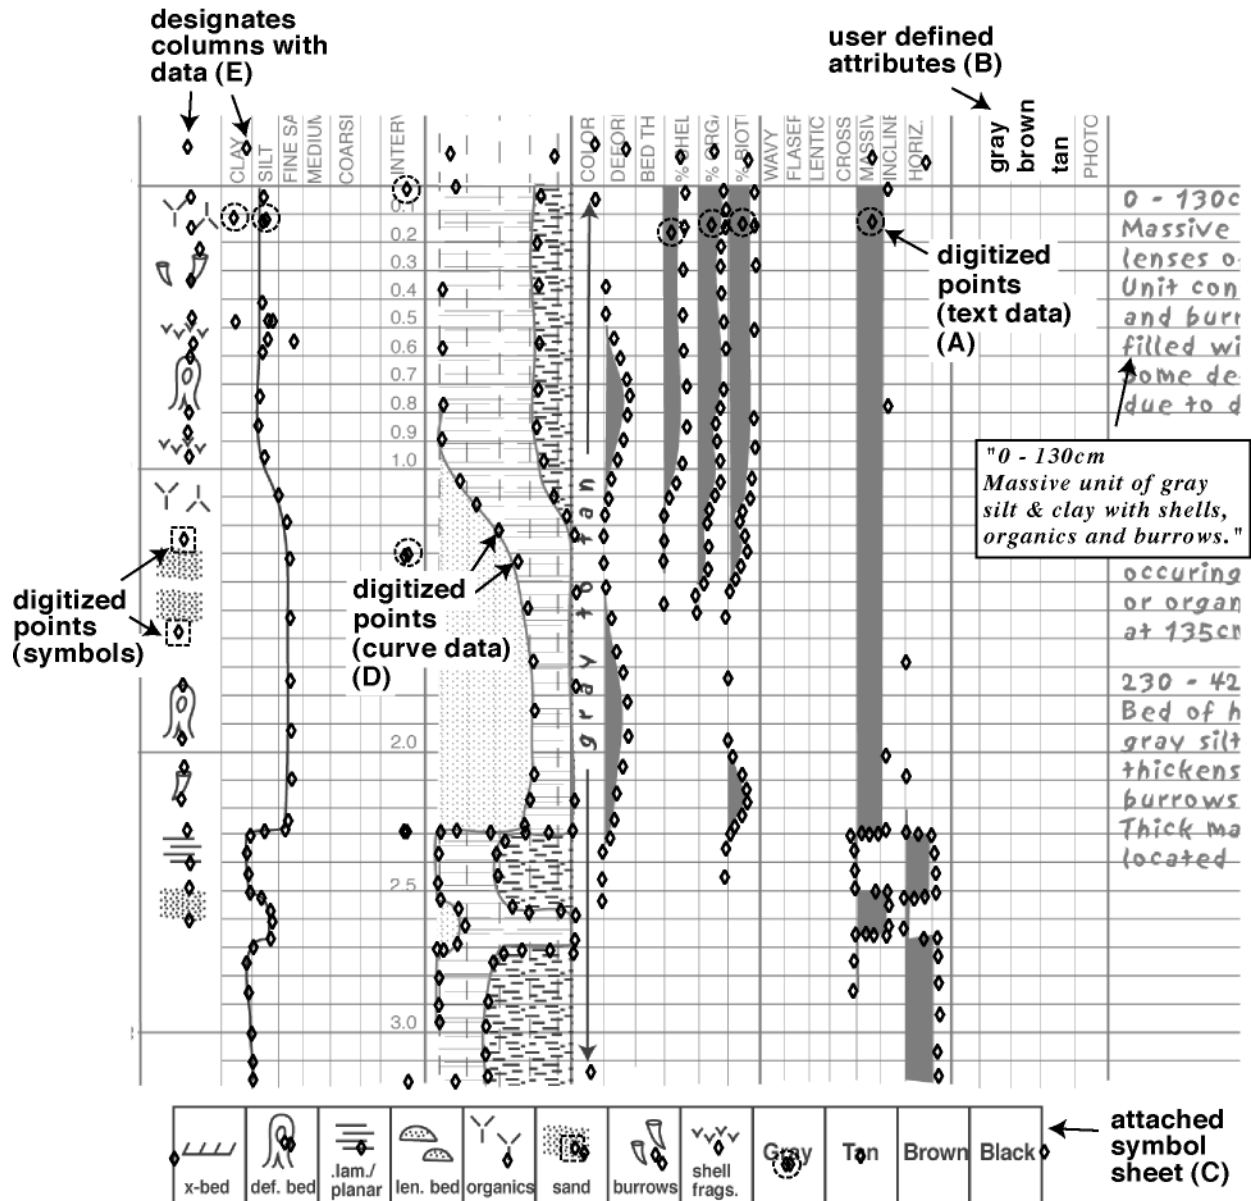 designates
columns with
data (E)
user defined
attributes (B)
CLAY
SILT
FINE SA
MEDIUM
COARSI
INTERV
COLOR
DEFORI
BED TH
% SHEL
% ORGA
% BIOTU
WAVY
FLASER
LENTIC
CROSS
MASSIV
INCLINE
HORIZ.
gray
brown
tan
PHOTO
0.1
0.2
0.3
0.4
0.5
0.6
0.7
0.8
0.9
1.0
2.0
2.5
3.0
gray to tan
0 - 130c
Massive
lenses o
Unit con
and burr
filled wi
some de
due to d
digitized
points
(text data)
(A)
"0 - 130cm
Massive unit of gray
silt & clay with shells,
organics and burrows."
occuring
or organ
at 135cm
230 - 42
Bed of h
gray silt
thickens
burrows
Thick ma
located
digitized
points
(symbols)
digitized
points
(curve data)
(D)
x-bed
def. bed
.lam./
planar
len. bed
organics
sand
burrows
shell
frags.
Gray
Tan
Brown
Black
attached
symbol
sheet (C)